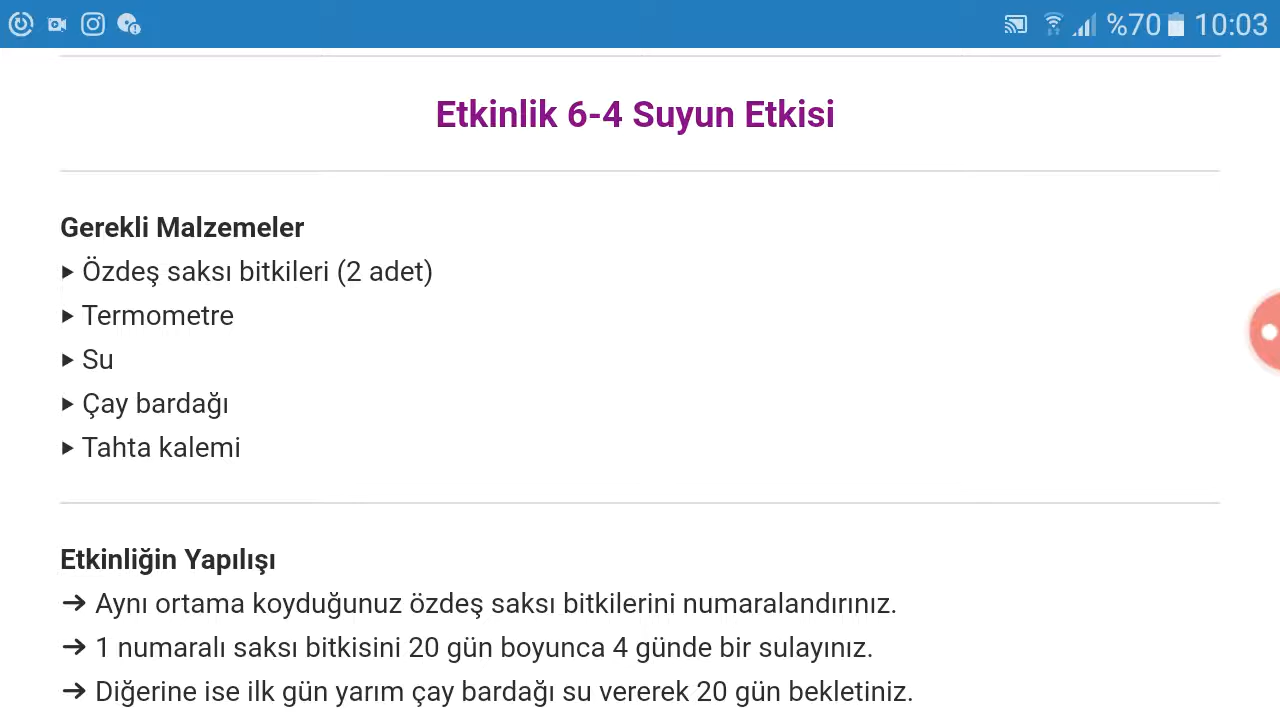 %70 10:03
Etkinlik 6-4 Suyun Etkisi
Gerekli Malzemeler
▸ Özdeş saksı bitkileri (2 adet)
▸ Termometre
▸ Su
▸ Çay bardağı
▸ Tahta kalemi
Etkinliğin Yapılışı
→ Aynı ortama koyduğunuz özdeş saksı bitkilerini numaralandırınız.
→ 1 numaralı saksı bitkisini 20 gün boyunca 4 günde bir sulayınız.
→ Diğerine ise ilk gün yarım çay bardağı su vererek 20 gün bekletiniz.